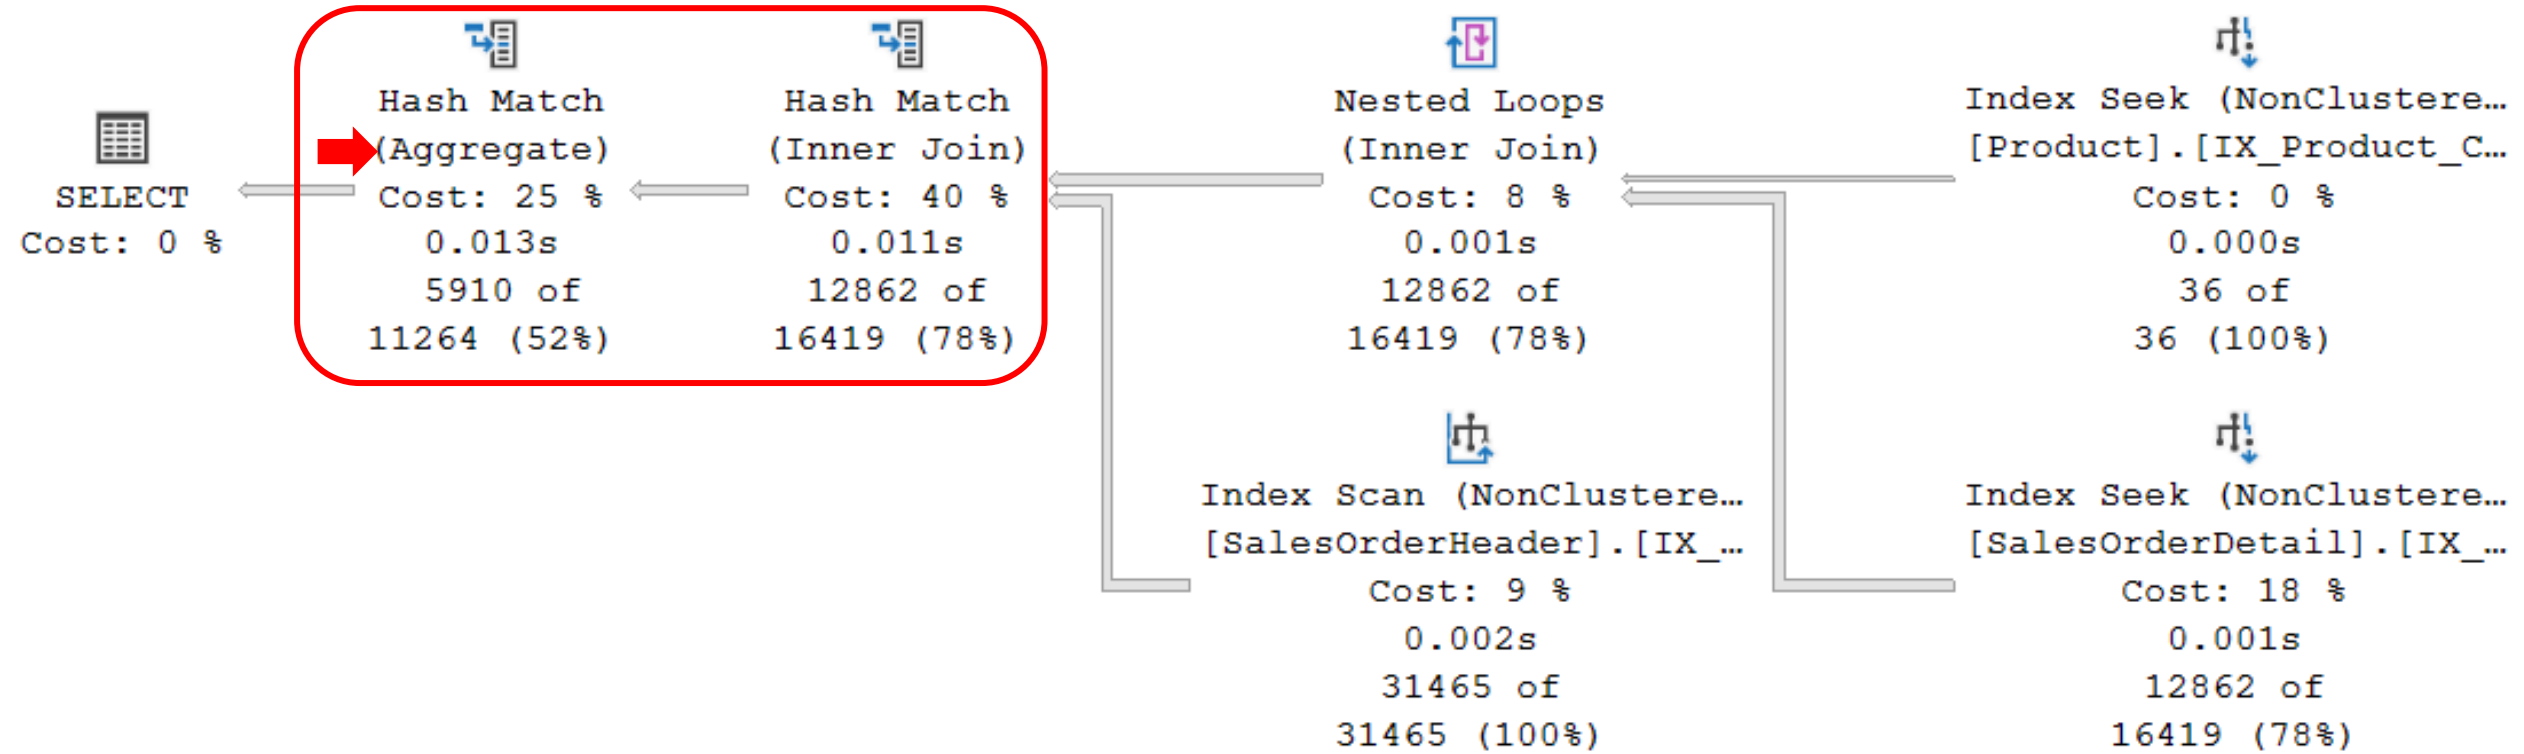 SELECT
Cost: 0 %
Hash Match
(Aggregate)
Cost: 25 %
0.013s
5910 of
11264 (52%)
Hash Match
(Inner Join)
Cost: 40 %
0.011s
12862 of
16419 (78%)
Nested Loops
(Inner Join)
Cost: 8 %
0.001s
12862 of
16419 (78%)
Index Seek (NonClustere…
[Product].[IX_Product_C…
Cost: 0 %
0.000s
36 of
36 (100%)
Index Scan (NonClustere…
[SalesOrderHeader].[IX_…
Cost: 9 %
0.002s
31465 of
31465 (100%)
Index Seek (NonClustere…
[SalesOrderDetail].[IX_…
Cost: 18 %
0.001s
12862 of
16419 (78%)